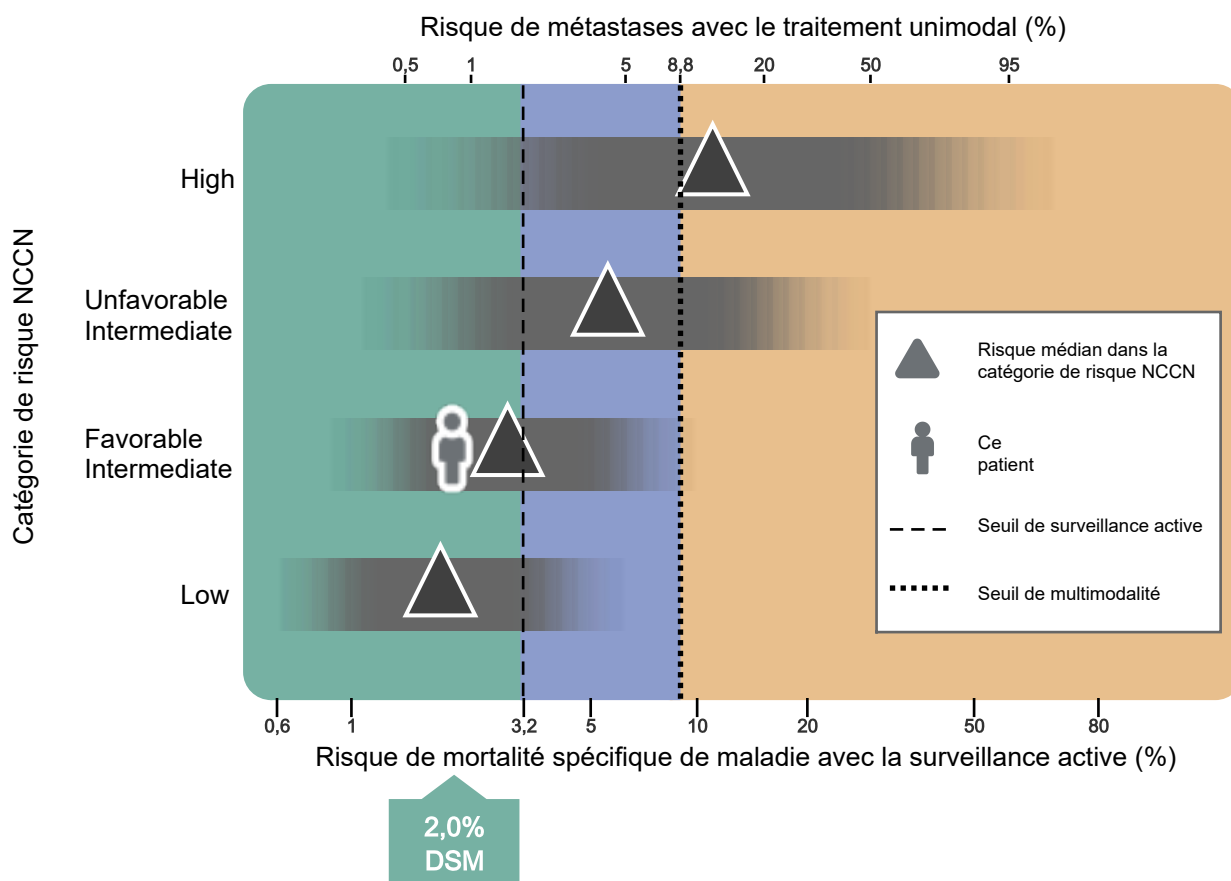 Risque de métastases avec le traitement unimodal (%)
0,5 1 5 8,8 20 50 95
Catégorie de risque NCCN
High
Unfavorable
Intermediate
Favorable
Intermediate
Low
Risque médian dans la
catégorie de risque NCCN
Ce
patient
Seuil de surveillance active
Seuil de multimodalité
0,6 1 3,2 5 10 20 50 80
Risque de mortalité spécifique de maladie avec la surveillance active (%)
2,0%
DSM